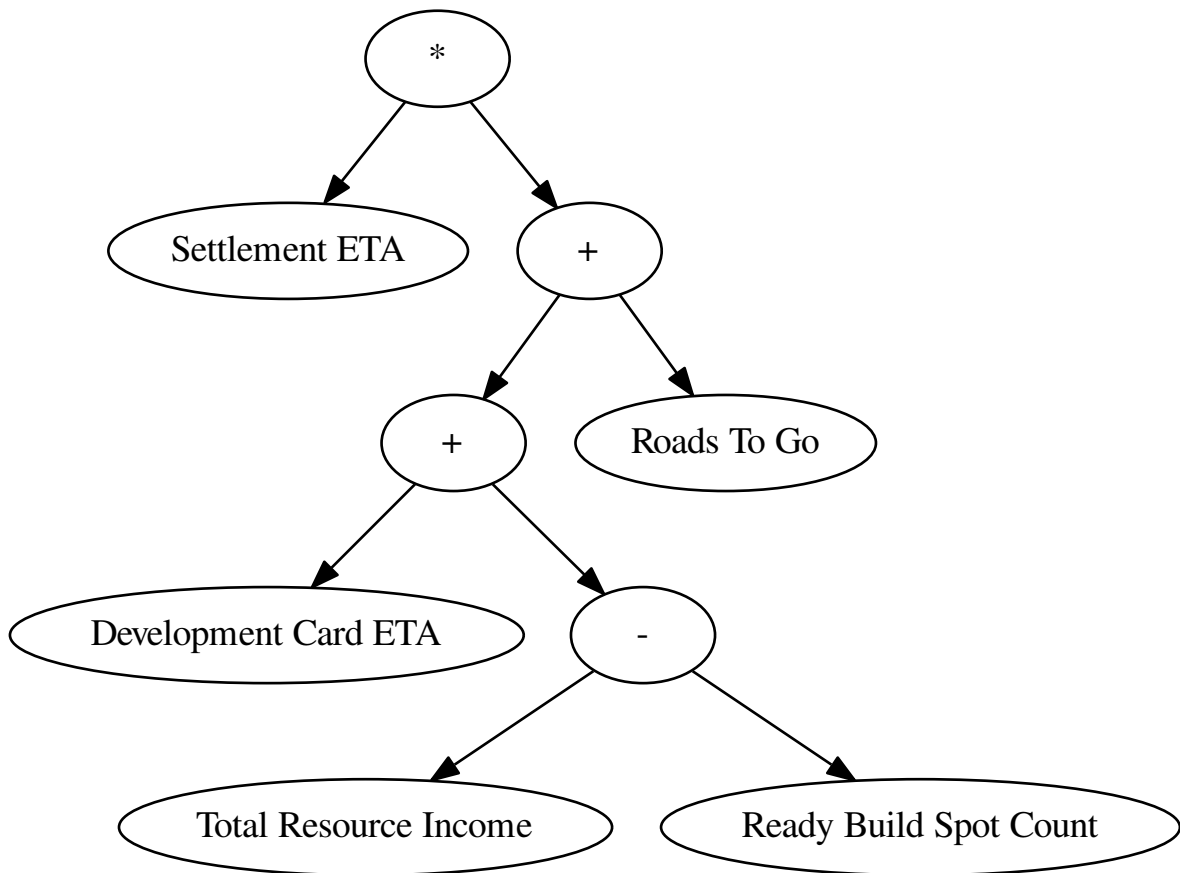 *
Settlement ETA
+
+
Roads To Go
Development Card ETA
-
Total Resource Income
Ready Build Spot Count